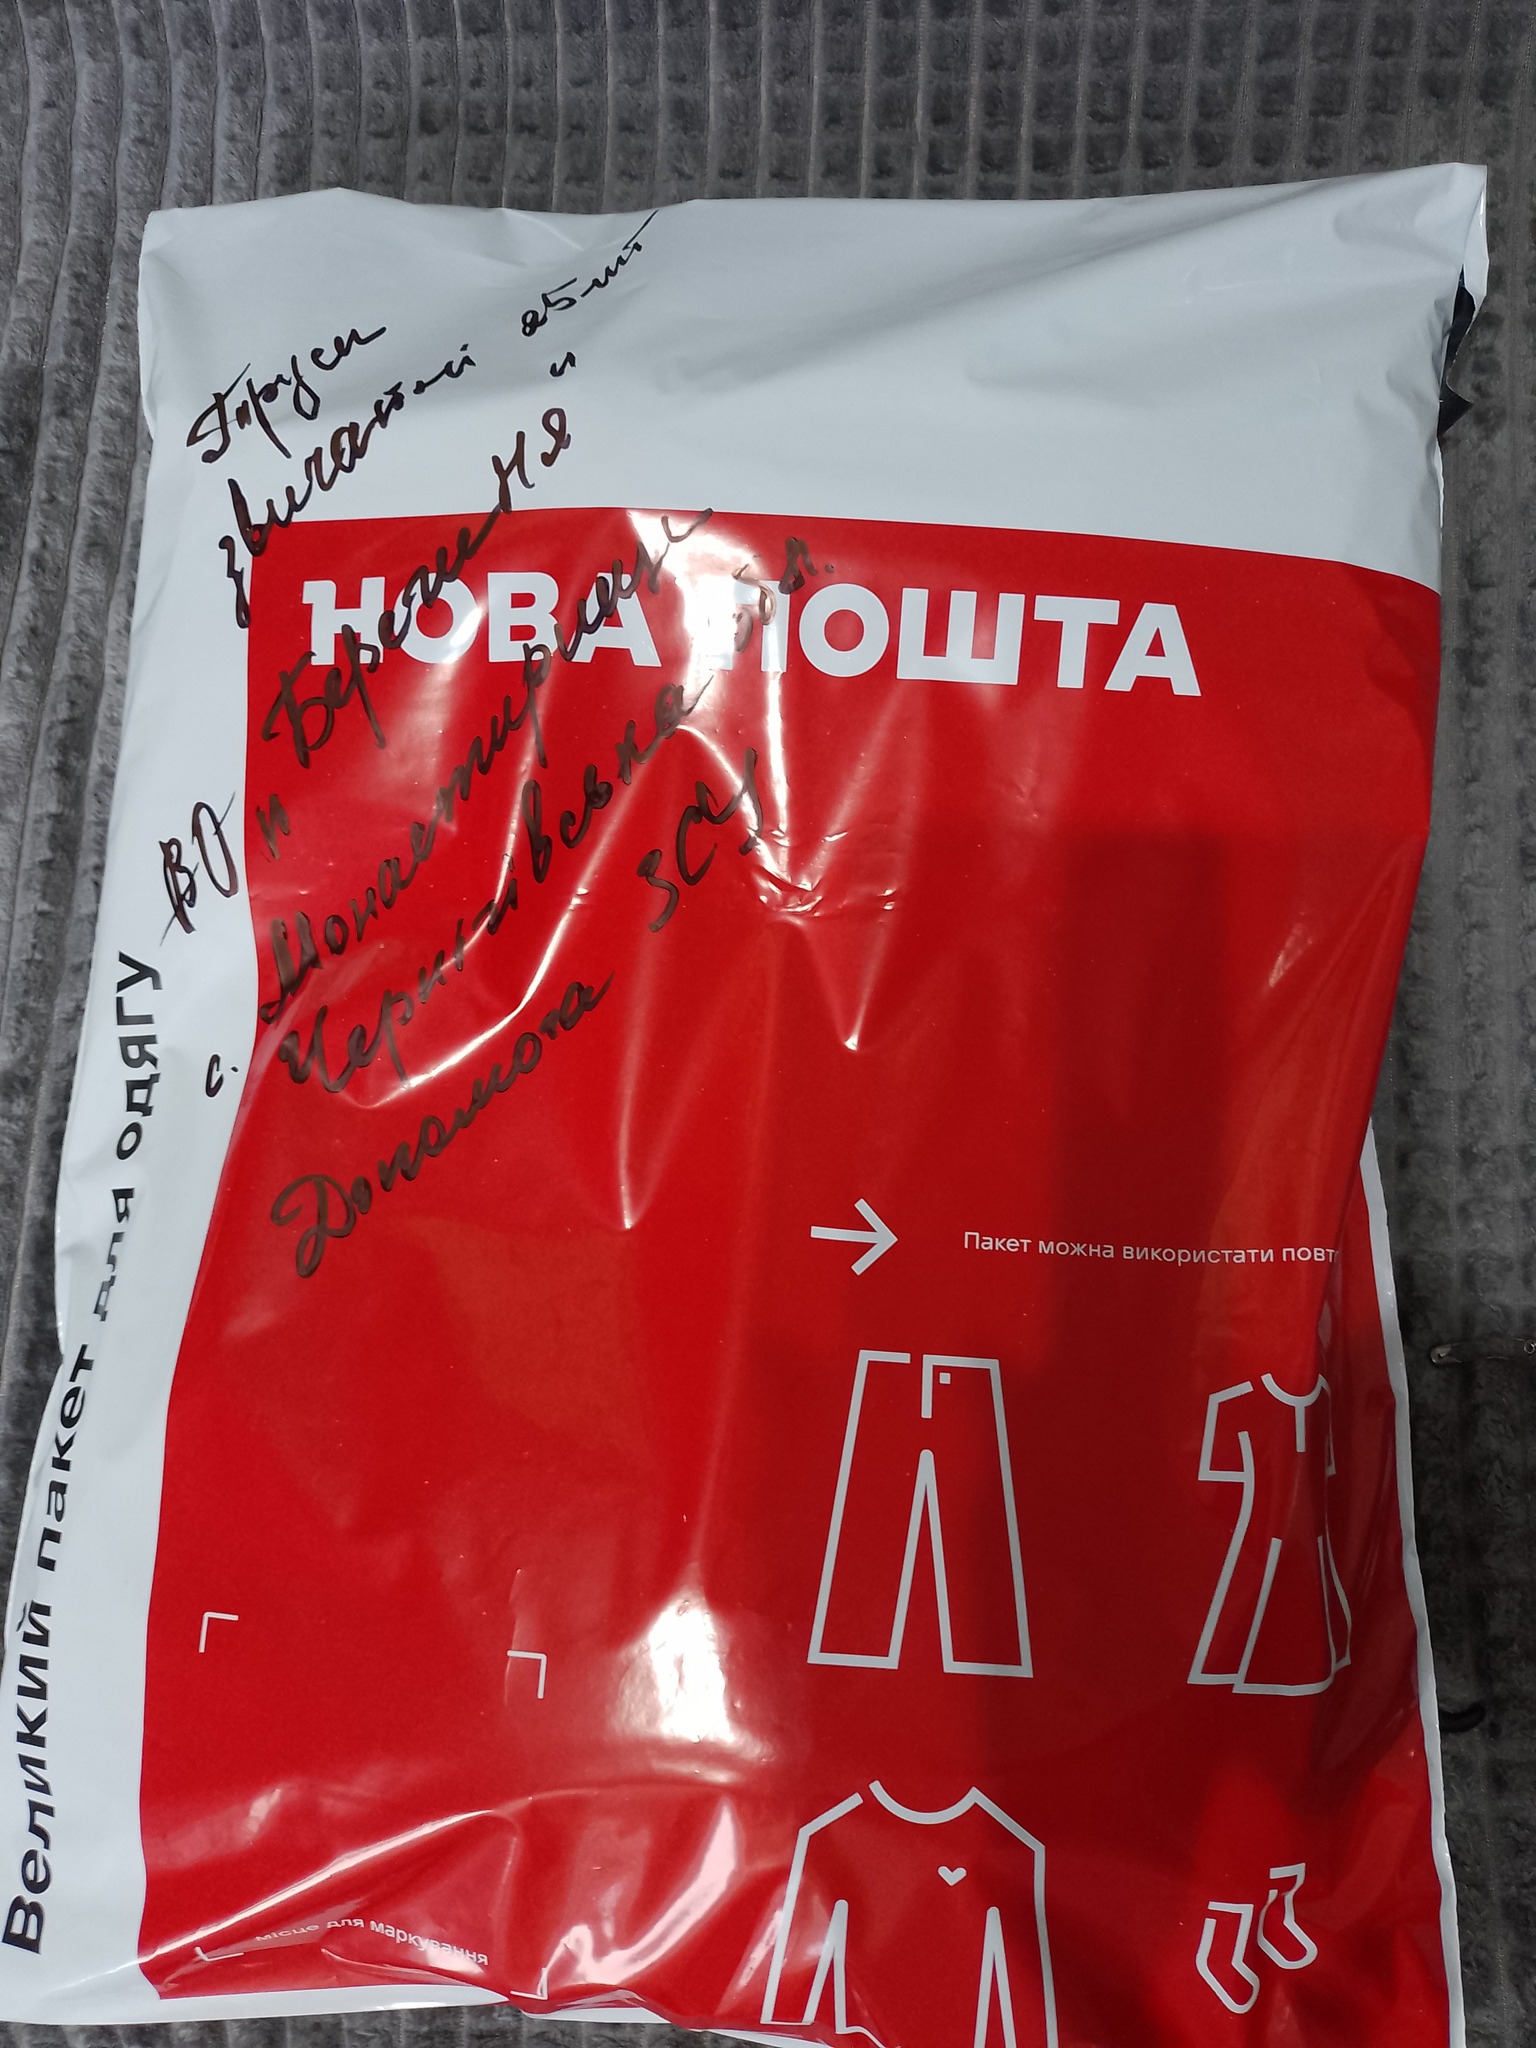 Труси
звичайні 25 шт
ВО "Берегиня"
с. Монастирище
Чернігівська обл.
Допомога ЗСУ
НОВА ПОШТА
Великий пакет для одягу
Пакет можна використати повто
місце для маркування